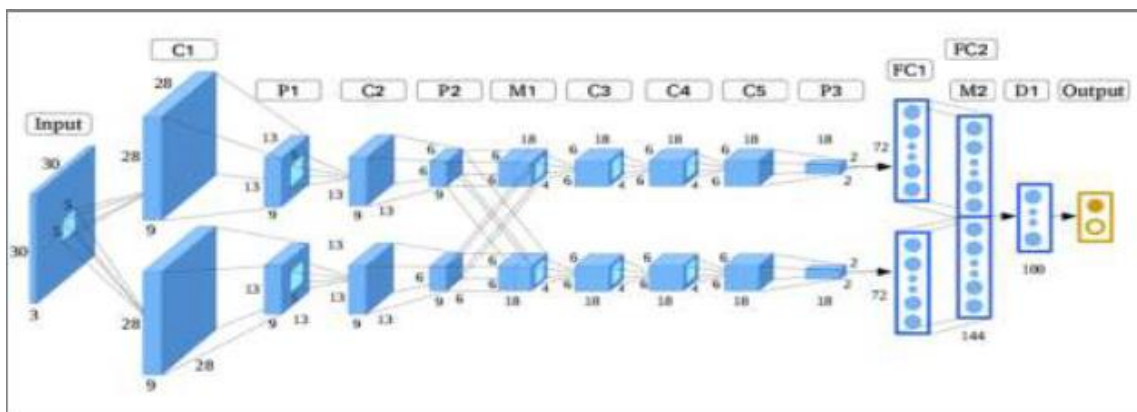 FC2
C1
FC1
28
P1 C2 P2 M1 C3 C4 C5 P3 M2 D1 Output
Input
13 18 18 18 18 18
30 28 6 6 6 6 6 2 72
13 13 6 6 4 6 4 6 4 6 2
9 9 13 9
9
30 13 13 6 6 6 6 6 2
28 13 13 6 6 4 6 4 6 4 6 2 72 100
3 9 13 9 9 6 18 18 18 18 18
9 28 144